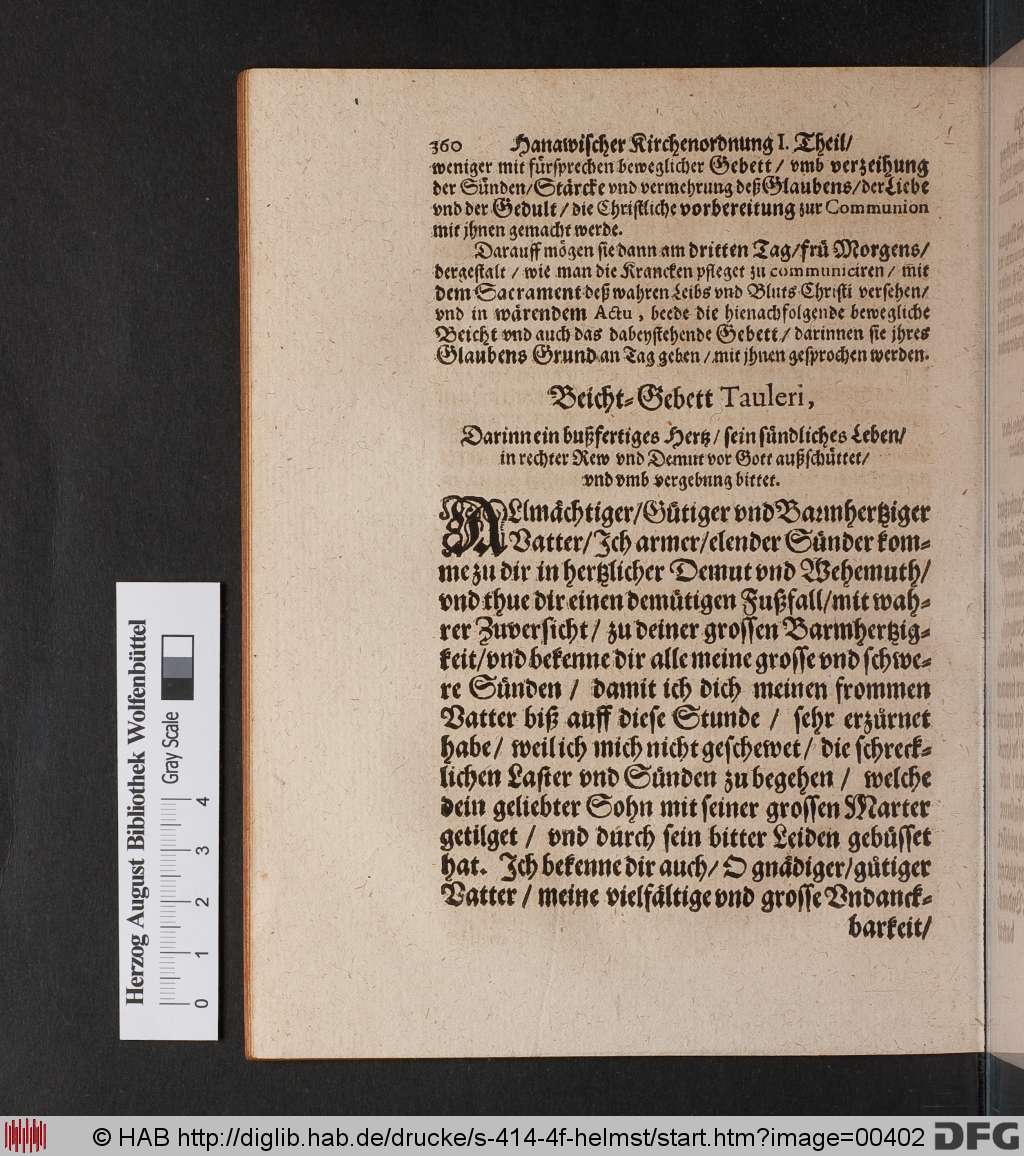 360 Hanawischer Kirchenordnung I. Theil/
weniger mit fürsprechen beweglicher Gebett / vmb verzeihung
der Sünden/ Stärcke vnd vermehrung deß Glaubens/ der Liebe
vnd der Gedult / die Christliche vorbereitung zur Communion
mit jhnen gemacht werde.
Darauff mögen sie dann am dritten Tag/ frü Morgens/
dergestalt / wie man die Krancken pfleget zu communiciren / mit
dem Sacrament deß wahren Leibs vnd Bluts Christi versehen/
vnd in wärendem Actu, beede die hienachfolgende bewegliche
Beicht vnd auch das dabeystehende Gebett / darinnen sie jhres
Glaubens Grund an Tag geben / mit jhnen gesprochen werden.
Beicht-Gebett Tauleri,
Darinn ein bußfertiges Hertz / sein sündliches Leben/
in rechter Rew vnd Demut vor Gott außschüttet/
vnd vmb vergebung bittet.
ALlmächtiger/ Gütiger vnd Barmhertziger
Vatter/ Ich armer/ elender Sünder kom-
me zu dir in hertzlicher Demut vnd Wehemuth/
vnd thue dir einen demütigen Fußfall/ mit wah-
rer Zuversicht / zu deiner grossen Barmhertzig-
keit/ vnd bekenne dir alle meine grosse vnd schwe-
re Sünden / damit ich dich meinen frommen
Vatter biß auff diese Stunde / sehr erzürnet
habe/ weil ich mich nicht geschewet/ die schreck-
lichen Laster vnd Sünden zu begehen / welche
dein geliebter Sohn mit seiner grossen Marter
getilget / vnd durch sein bitter Leiden gebüsset
hat. Ich bekenne dir auch/ O gnädiger/ gütiger
Vatter / meine vielfältige vnd grosse Vndanck-
barkeit/
Herzog August Bibliothek Wolfenbüttel
Gray Scale
0 1 2 3 4
© HAB http://diglib.hab.de/drucke/s-414-4f-helmst/start.htm?image=00402 DFG